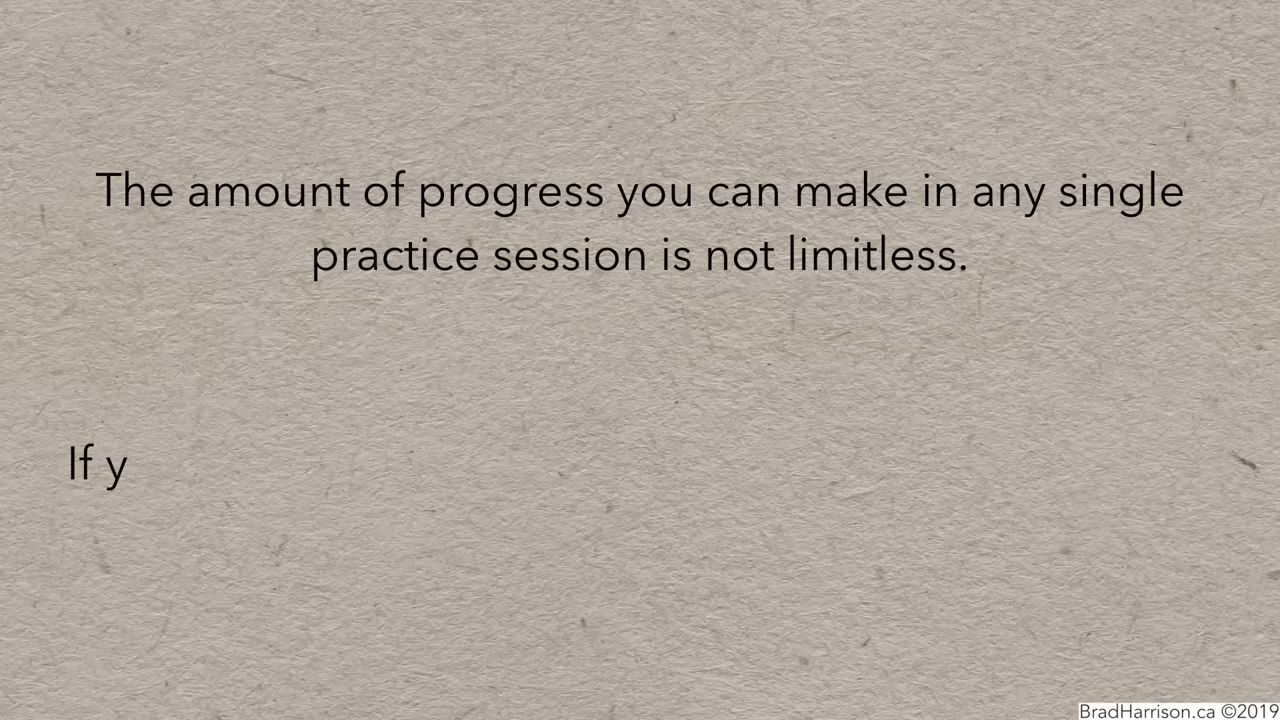 The amount of progress you can make in any single
practice session is not limitless.
If y
BradHarrison.ca ©2019